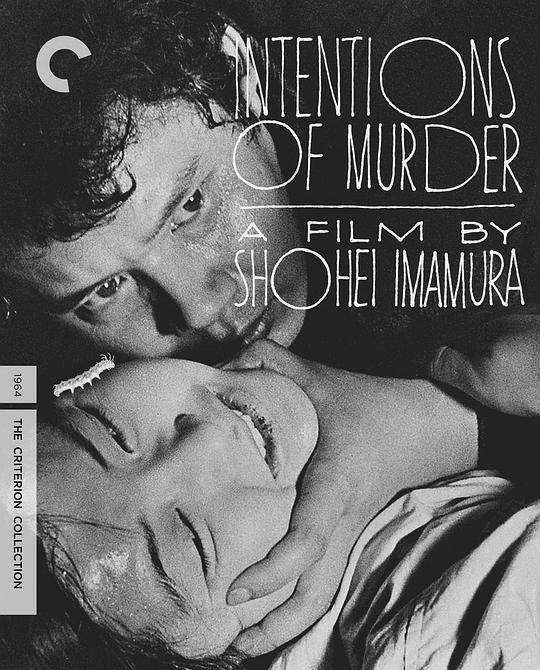 INTENTIONS
OF MURDER
A FILM BY
SHOHEI IMAMURA
1964
THE CRITERION COLLECTION